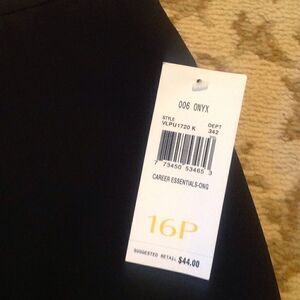 006 ONYX
STYLE DEPT
VLPU1720 K 342
7 73450 53465 3
CAREER ESSENTIALS-ONG
16P
SUGGESTED RETAIL $44.00